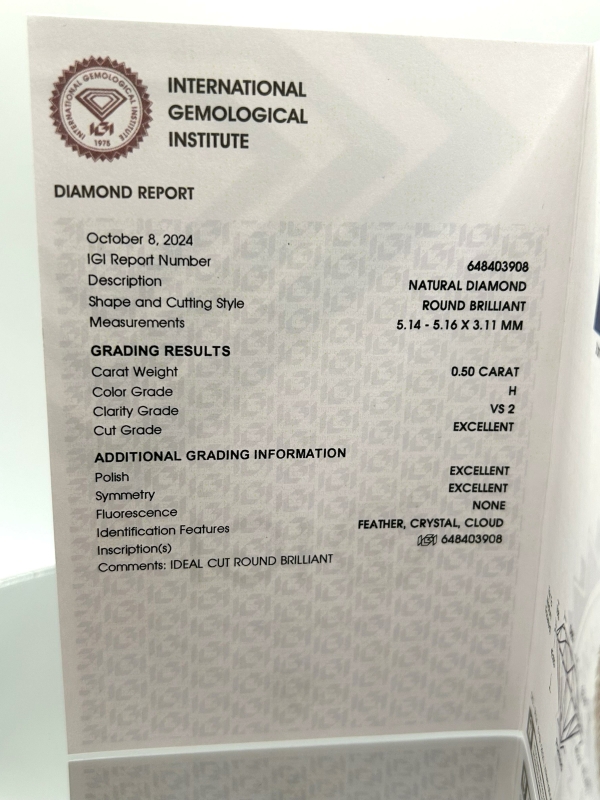 INTERNATIONAL GEMOLOGICAL INSTITUTE
IGI
1975
INTERNATIONAL
GEMOLOGICAL
INSTITUTE
DIAMOND REPORT
October 8, 2024
IGI Report Number 648403908
Description NATURAL DIAMOND
Shape and Cutting Style ROUND BRILLIANT
Measurements 5.14 - 5.16 X 3.11 MM
GRADING RESULTS
Carat Weight 0.50 CARAT
Color Grade H
Clarity Grade VS 2
Cut Grade EXCELLENT
ADDITIONAL GRADING INFORMATION
Polish EXCELLENT
Symmetry EXCELLENT
Fluorescence NONE
Identification Features FEATHER, CRYSTAL, CLOUD
Inscription(s) IGI 648403908
Comments: IDEAL CUT ROUND BRILLIANT